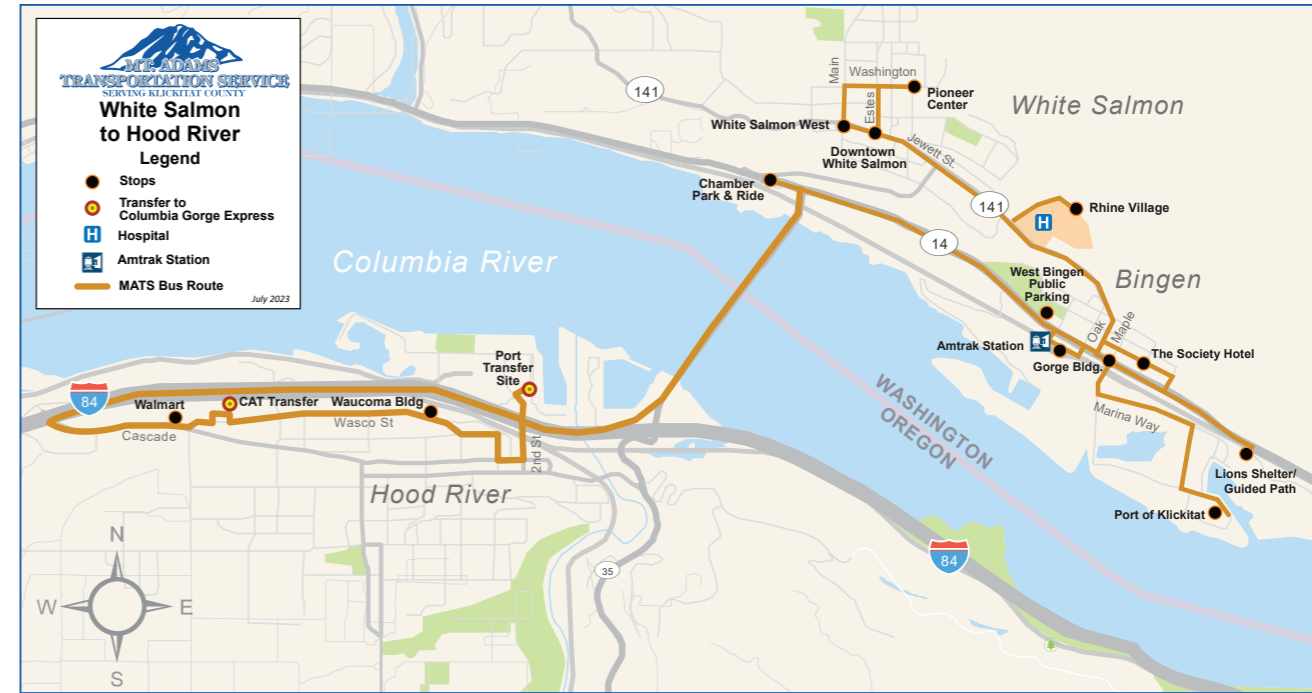 MT. ADAMS
TRANSPORTATION SERVICE
SERVING KLICKITAT COUNTY
White Salmon
to Hood River
Legend
Stops
Transfer to
Columbia Gorge Express
H
Hospital
Amtrak Station
MATS Bus Route
July 2023
141
Main
Washington
Estes
Pioneer
Center
White Salmon
White Salmon West
Downtown
White Salmon
Jewett St.
Chamber
Park & Ride
141
Rhine Village
H
14
Columbia River
West Bingen
Public
Parking
Bingen
Oak
Maple
Amtrak Station
Gorge Bldg.
The Society Hotel
Marina Way
Lions Shelter/
Guided Path
Port of Klickitat
WASHINGTON
OREGON
Port
Transfer
Site
84
Walmart
CAT Transfer
Waucoma Bldg
Cascade
Wasco St
2nd St
Hood River
35
84
N
W
E
S